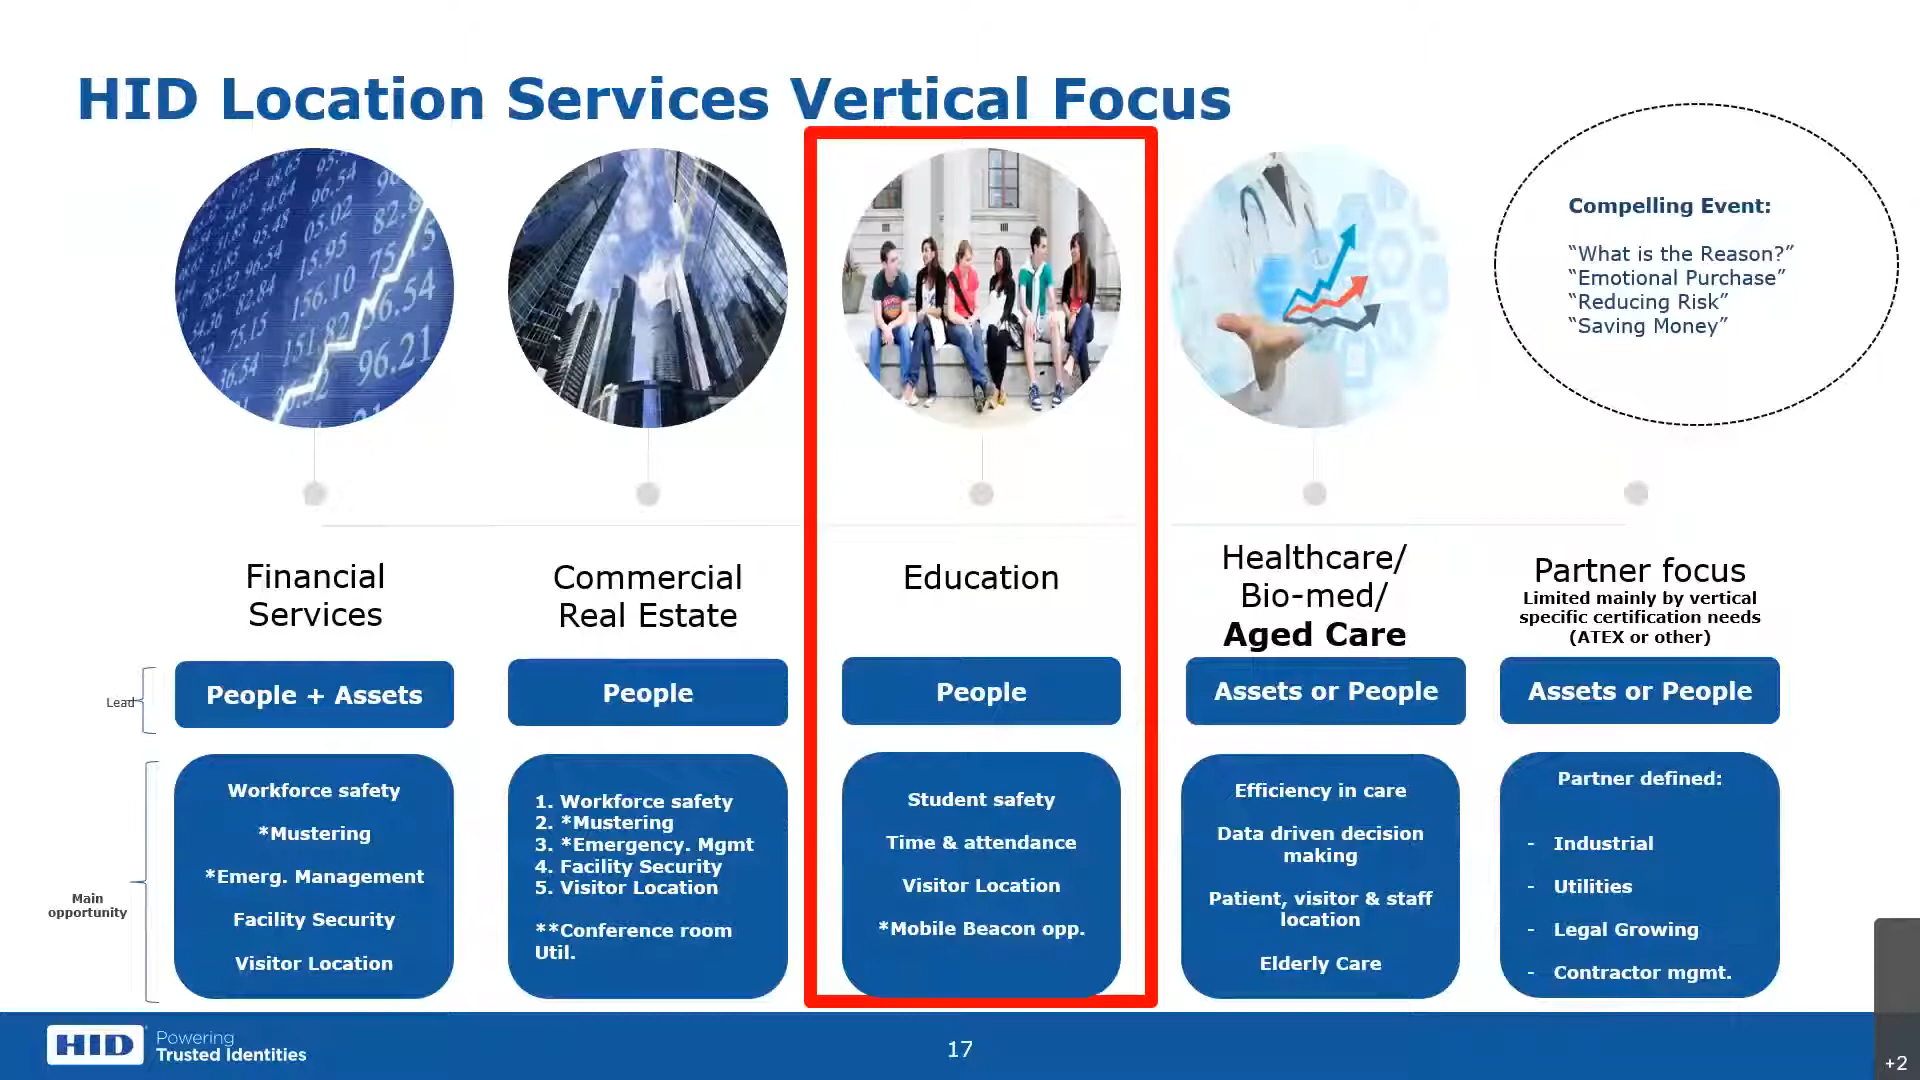 HID Location Services Vertical Focus
Compelling Event:
“What is the Reason?”
“Emotional Purchase”
“Reducing Risk”
“Saving Money”
Financial
Services
Commercial
Real Estate
Education
Healthcare/
Bio-med/
Aged Care
Partner focus
Limited mainly by vertical
specific certification needs
(ATEX or other)
Lead
People + Assets
People
People
Assets or People
Assets or People
Main
opportunity
Workforce safety
*Mustering
*Emerg. Management
Facility Security
Visitor Location
1. Workforce safety
2. *Mustering
3. *Emergency. Mgmt
4. Facility Security
5. Visitor Location
**Conference room
Util.
Student safety
Time & attendance
Visitor Location
*Mobile Beacon opp.
Efficiency in care
Data driven decision
making
Patient, visitor & staff
location
Elderly Care
Partner defined:
- Industrial
- Utilities
- Legal Growing
- Contractor mgmt.
HID
Powering
Trusted Identities
17
+2